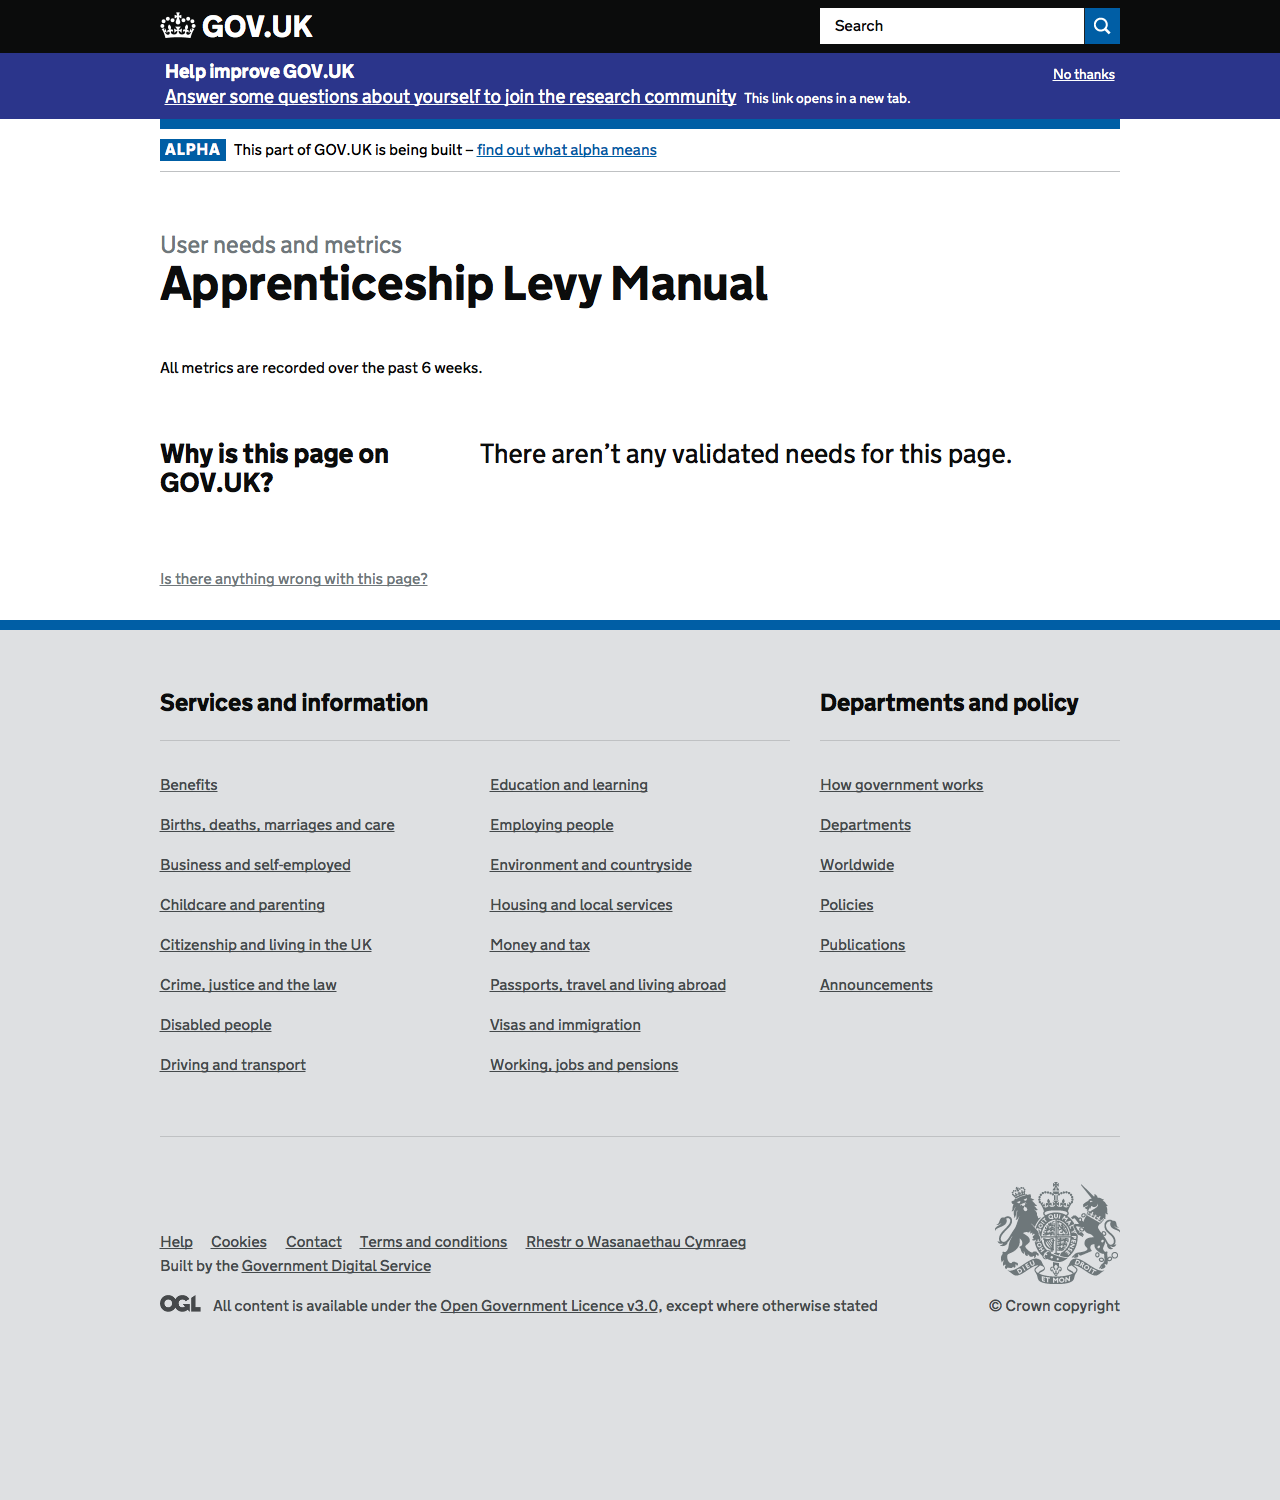 GOV.UK
Search
Help improve GOV.UK
No thanks
Answer some questions about yourself to join the research community This link opens in a new tab.
ALPHA This part of GOV.UK is being built – find out what alpha means
User needs and metrics
Apprenticeship Levy Manual
All metrics are recorded over the past 6 weeks.
Why is this page on
GOV.UK?
There aren’t any validated needs for this page.
Is there anything wrong with this page?
Services and information
Benefits
Births, deaths, marriages and care
Business and self-employed
Childcare and parenting
Citizenship and living in the UK
Crime, justice and the law
Disabled people
Driving and transport
Education and learning
Employing people
Environment and countryside
Housing and local services
Money and tax
Passports, travel and living abroad
Visas and immigration
Working, jobs and pensions
Departments and policy
How government works
Departments
Worldwide
Policies
Publications
Announcements
Help Cookies Contact Terms and conditions Rhestr o Wasanaethau Cymraeg
Built by the Government Digital Service
OGL All content is available under the Open Government Licence v3.0, except where otherwise stated
DIEU ET MON DROIT
© Crown copyright